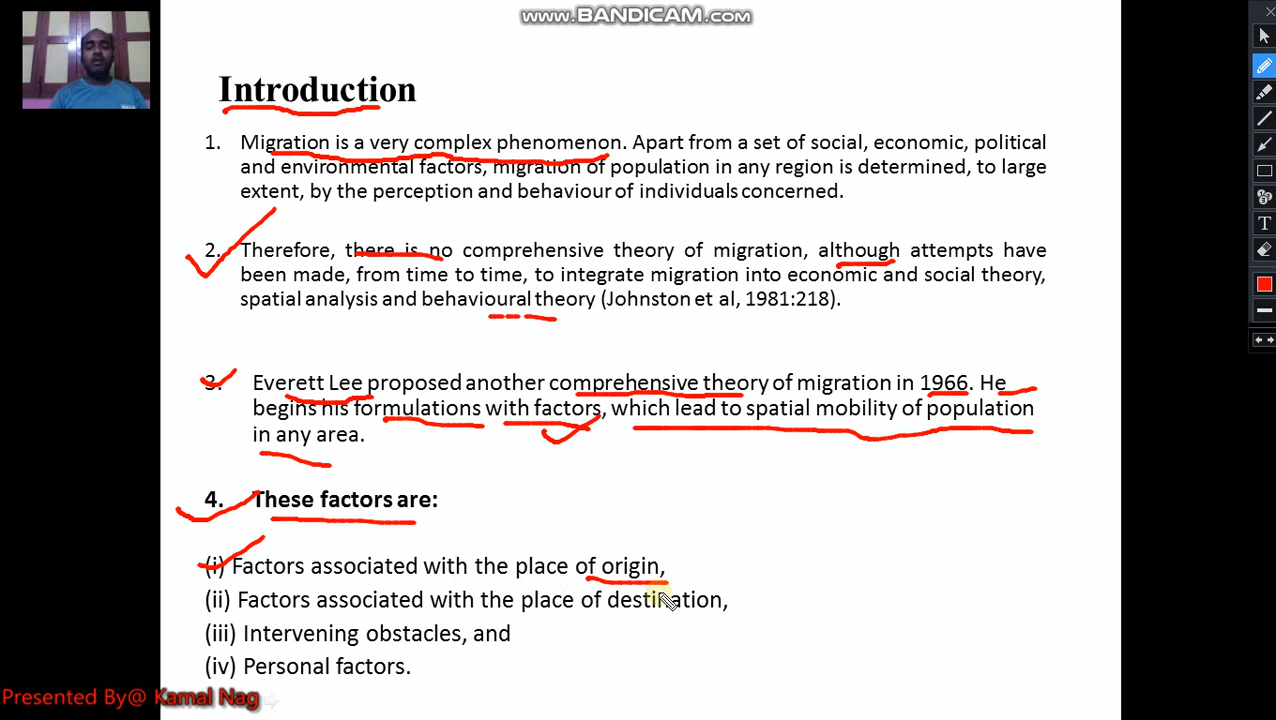 www.BANDICAM.com
Introduction
1. Migration is a very complex phenomenon. Apart from a set of social, economic, political
and environmental factors, migration of population in any region is determined, to large
extent, by the perception and behaviour of individuals concerned.
2. Therefore, there is no comprehensive theory of migration, although attempts have
been made, from time to time, to integrate migration into economic and social theory,
spatial analysis and behavioural theory (Johnston et al, 1981:218).
3. Everett Lee proposed another comprehensive theory of migration in 1966. He
begins his formulations with factors, which lead to spatial mobility of population
in any area.
4. These factors are:
(i) Factors associated with the place of origin,
(ii) Factors associated with the place of destination,
(iii) Intervening obstacles, and
(iv) Personal factors.
Presented By@ Kamal Nag